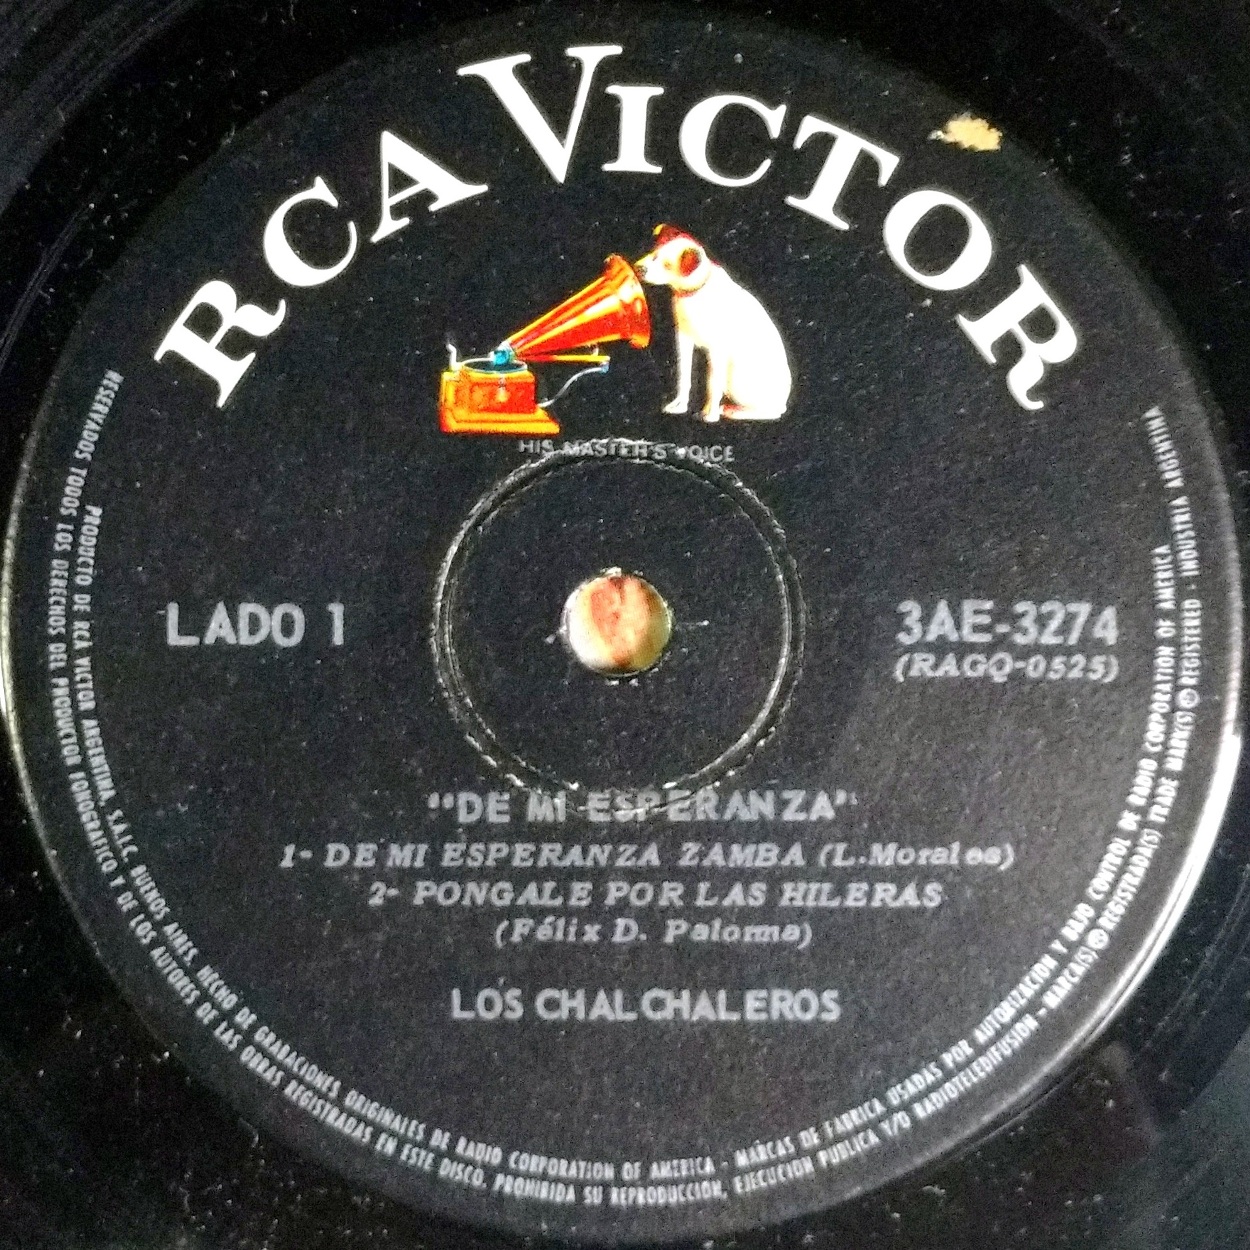 RCA VICTOR
HIS MASTER'S VOICE
LADO 1
3AE-3274
(RAGQ-0525)
"DE MI ESPERANZA"
1- DE MI ESPERANZA ZAMBA (L.Morales)
2- PONGALE POR LAS HILERAS
(Félix D. Palorma)
LOS CHALCHALEROS
PRODUCTO DE RCA VICTOR ARGENTINA, S.A.I.C. BUENOS AIRES, HECHO DE GRABACIONES ORIGINALES DE RADIO CORPORATION OF AMERICA - MARCAS DE FABRICA USADAS POR AUTORIZACION Y BAJO CONTROL DE RADIO CORPORATION OF AMERICA
RESERVADOS TODOS LOS DERECHOS DEL PRODUCTOR FONOGRAFICO Y DE LOS AUTORES DE LAS OBRAS REGISTRADAS EN ESTE DISCO, PROHIBIDA SU REPRODUCCION, EJECUCION PUBLICA Y/O RADIOTELEDIFUSION - MARCA(S) ® REGISTRADA(S) TRADE MARK(S) ® REGISTERED - INDUSTRIA ARGENTINA